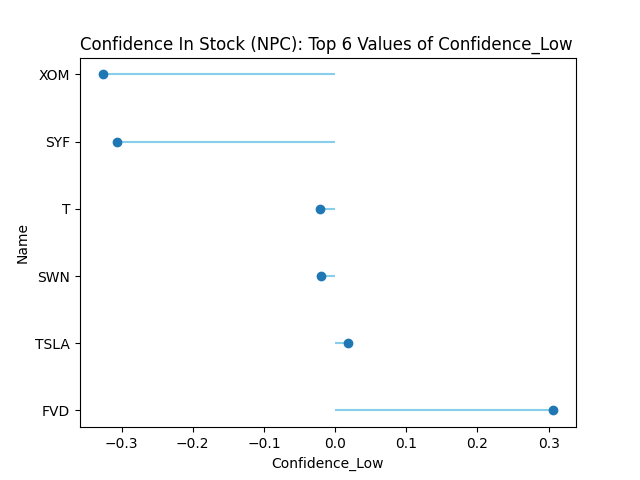 Confidence In Stock (NPC): Top 6 Values of Confidence_Low
XOM
SYF
T
SWN
TSLA
FVD
Name
−0.3 −0.2 −0.1 0.0 0.1 0.2 0.3
Confidence_Low